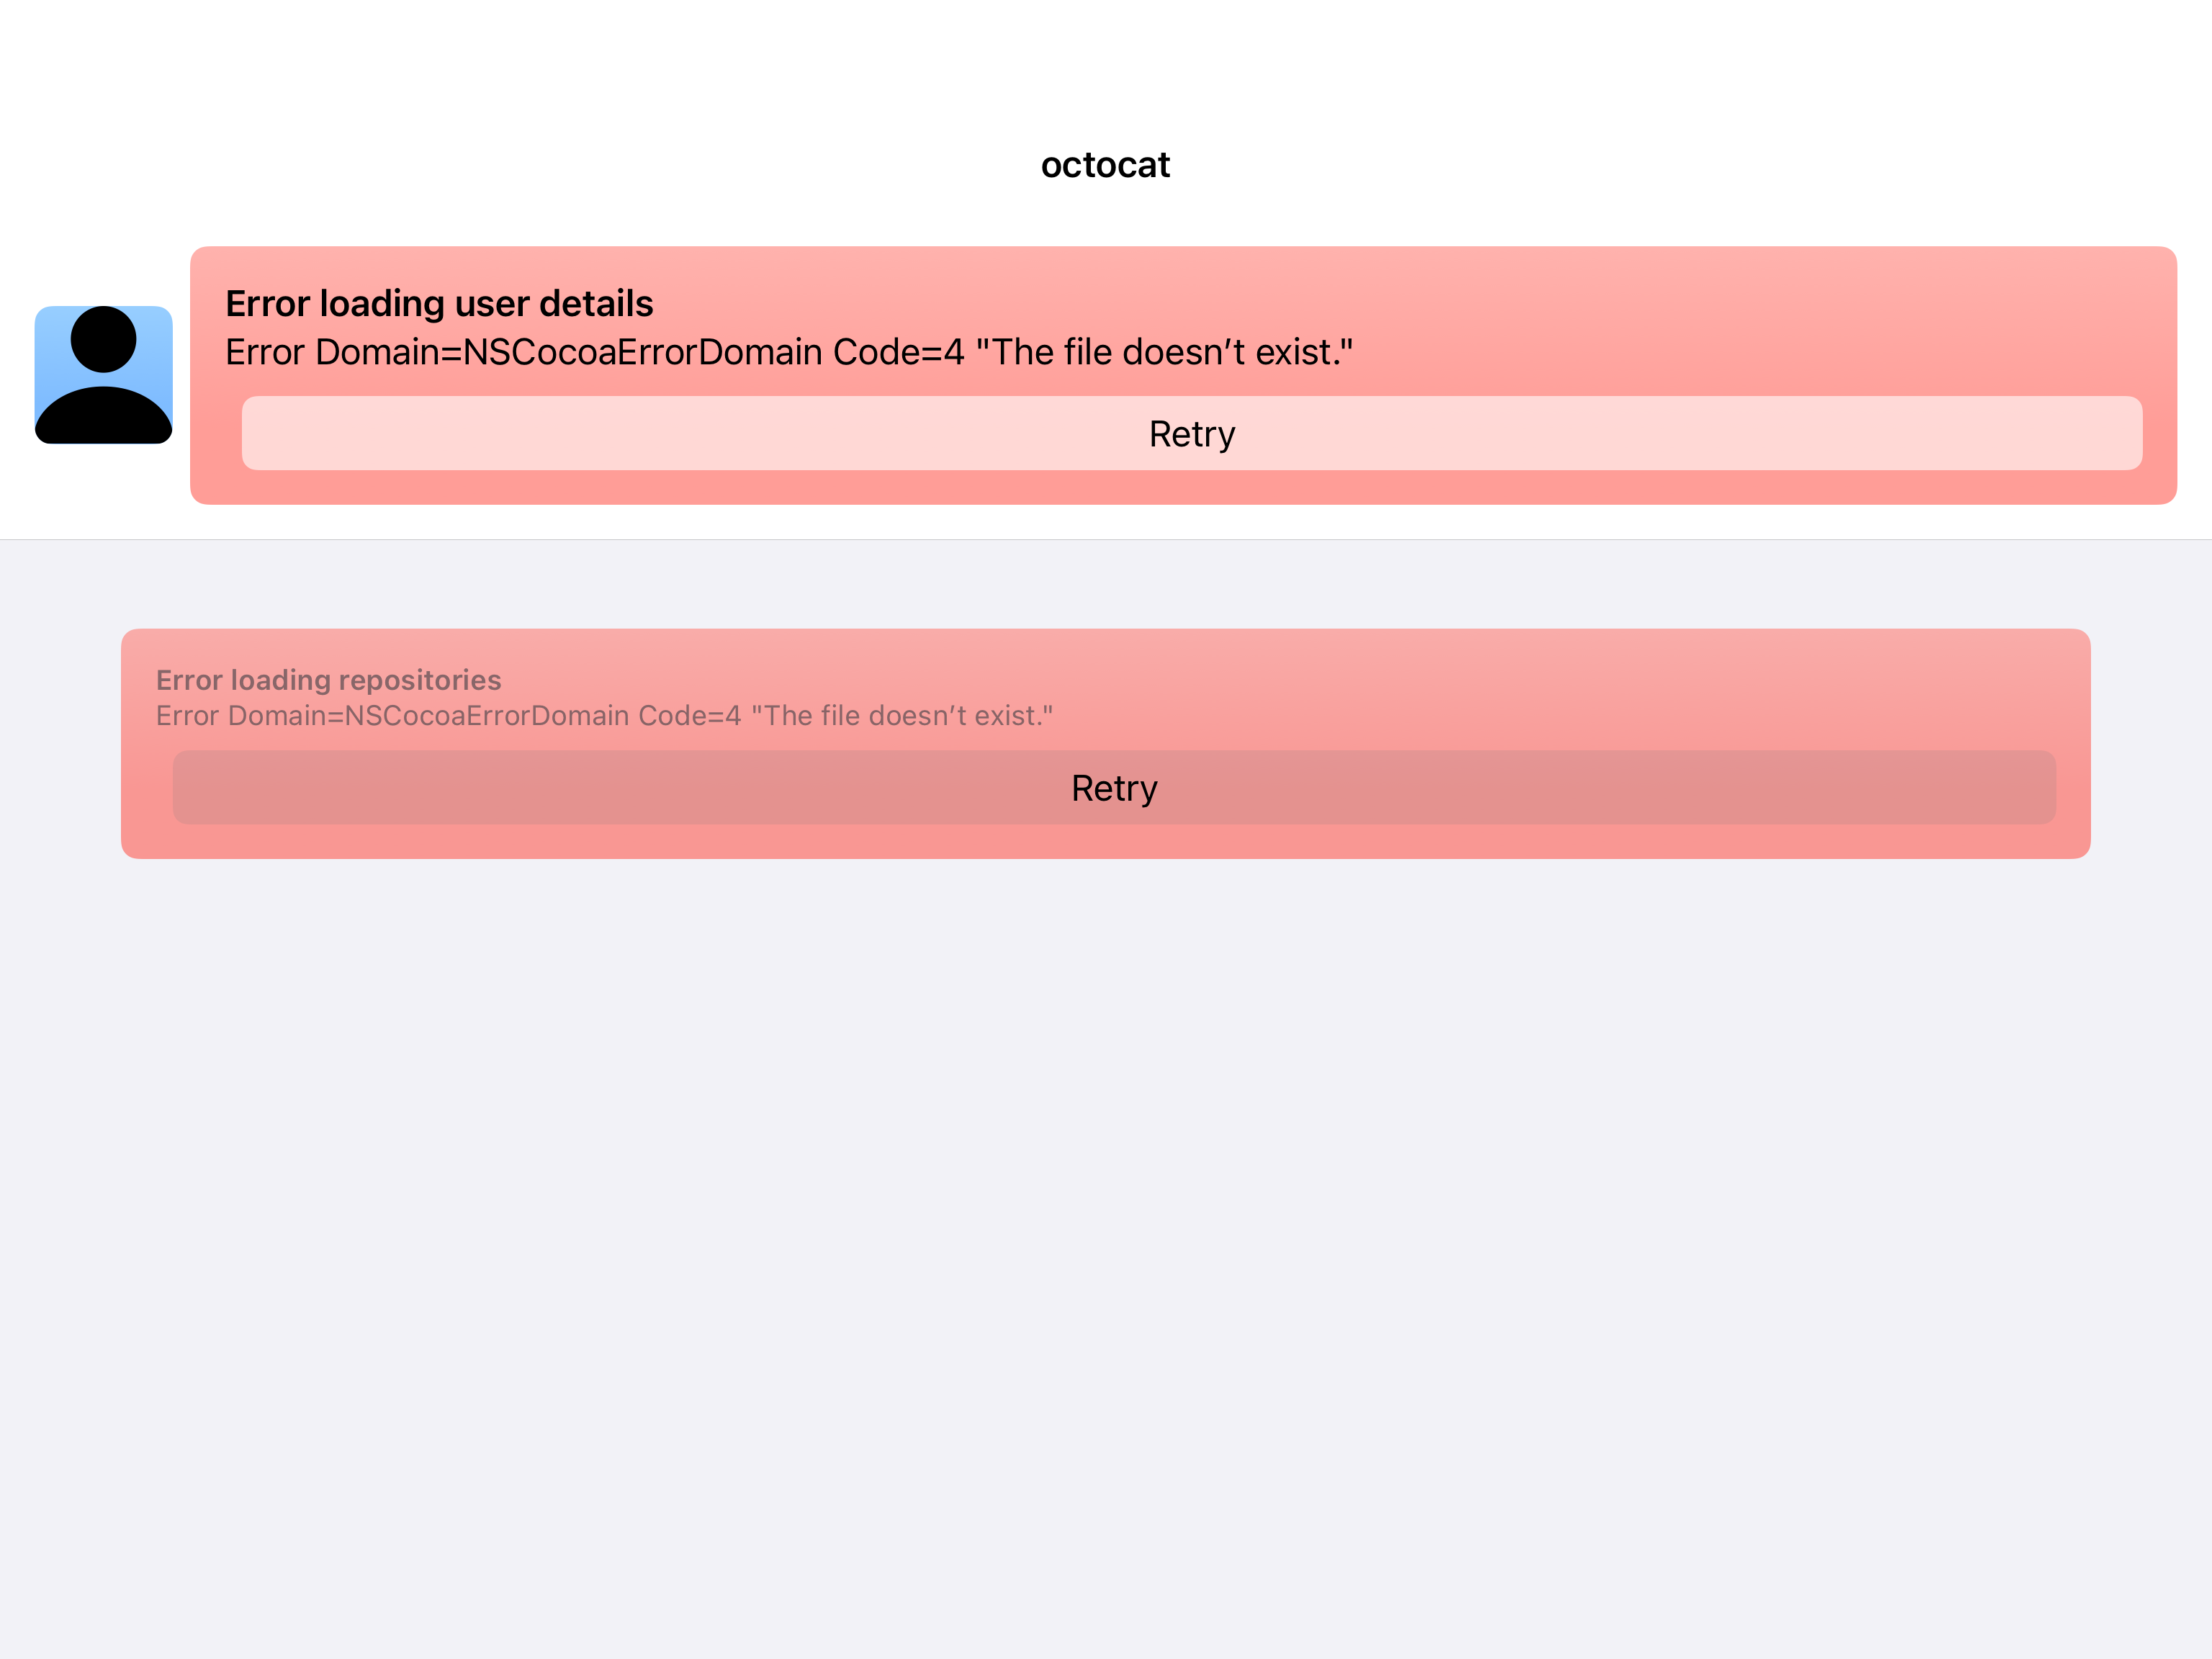 octocat
Error loading user details
Error Domain=NSCocoaErrorDomain Code=4 "The file doesn’t exist."
Retry
Error loading repositories
Error Domain=NSCocoaErrorDomain Code=4 "The file doesn’t exist."
Retry